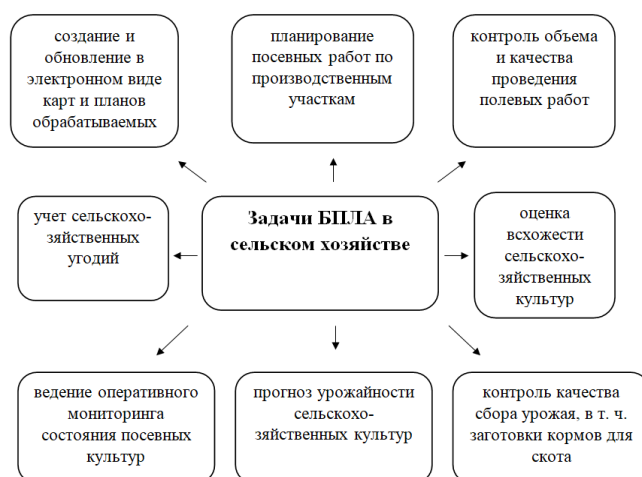 создание и
обновление в
электронном виде
карт и планов
обрабатываемых
планирование
посевных работ по
производственным
участкам
контроль объема
и качества
проведения
полевых работ
учет сельскохо-
зяйственных
угодий
Задачи БПЛА в
сельском хозяйстве
оценка
всхожести
сельскохо-
зяйственных
культур
ведение оперативного
мониторинга
состояния посевных
культур
прогноз урожайности
сельскохо-
зяйственных культур
контроль качества
сбора урожая, в т. ч.
заготовки кормов для
скота